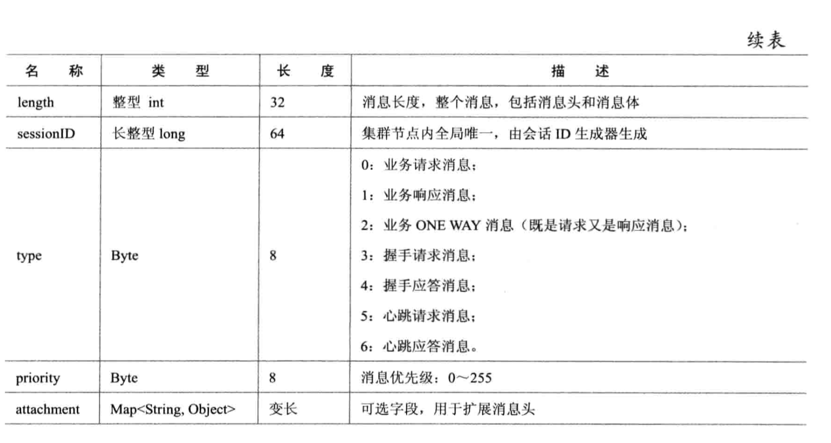 续表
名 称 类 型 长 度 描 述
length 整型 int 32 消息长度，整个消息，包括消息头和消息体
sessionID 长整型 long 64 集群节点内全局唯一，由会话 ID 生成器生成
0：业务请求消息；
1：业务响应消息；
2：业务 ONE WAY 消息（既是请求又是响应消息）；
type Byte 8 3：握手请求消息；
4：握手应答消息；
5：心跳请求消息；
6：心跳应答消息。
priority Byte 8 消息优先级：0～255
attachment Map<String, Object> 变长 可选字段，用于扩展消息头